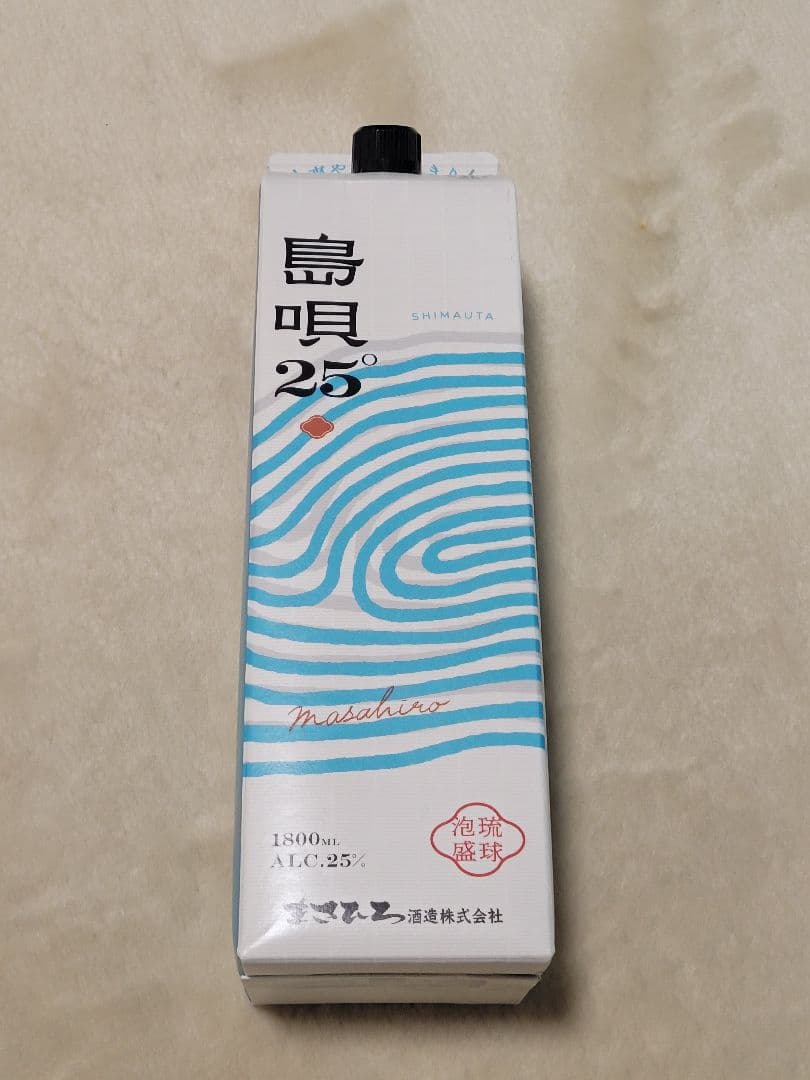 島唄
25°
SHIMAUTA
masahiro
1800ML
ALC.25%
琉球
泡盛
まさひろ酒造株式会社